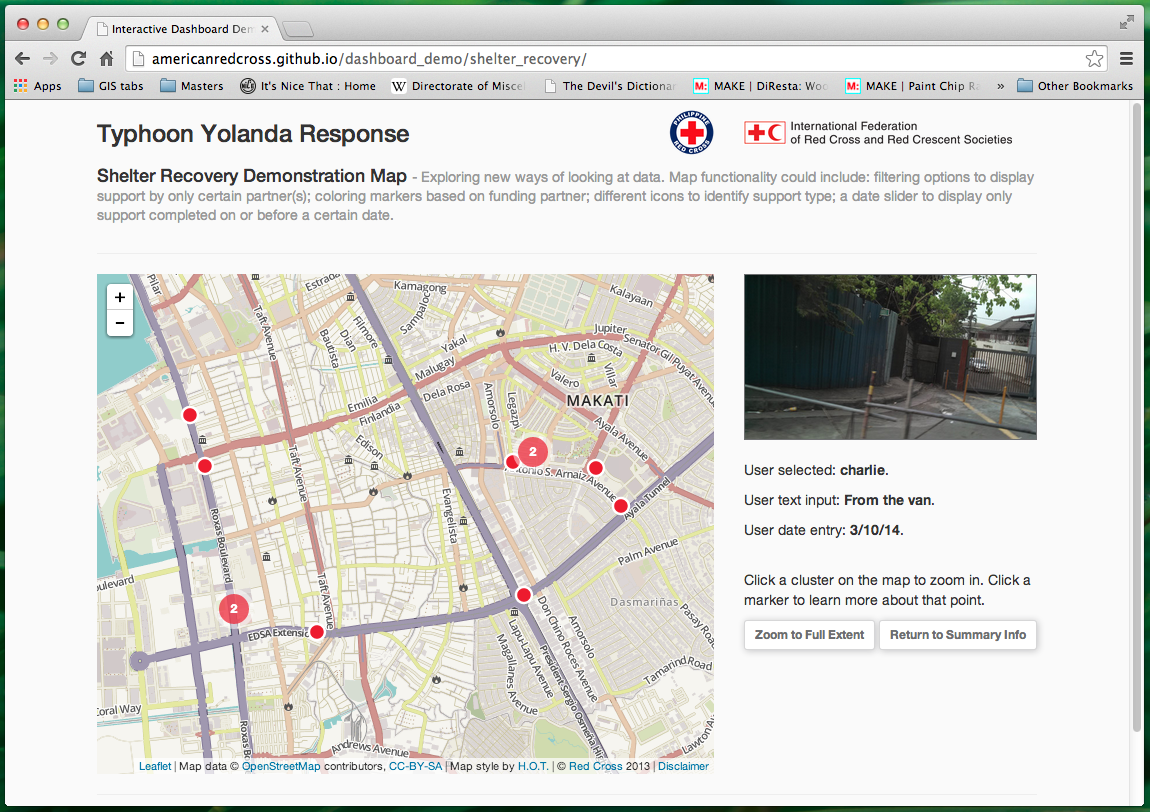 Interactive Dashboard Dem
americanredcross.github.io/dashboard_demo/shelter_recovery/
Apps GIS tabs Masters It's Nice That : Home Directorate of Miscel The Devil's Dictionar MAKE | DiResta: Woo MAKE | Paint Chip Ra » Other Bookmarks
Typhoon Yolanda Response
PHILIPPINE RED CROSS
International Federation
of Red Cross and Red Crescent Societies
Shelter Recovery Demonstration Map - Exploring new ways of looking at data. Map functionality could include: filtering options to display
support by only certain partner(s); coloring markers based on funding partner; different icons to identify support type; a date slider to display only
support completed on or before a certain date.
+
-
Pilar
Taft Avenue
Estrada
Kamagong
Kalayaan
Sampaloc
Filmore
Dian
Bautista
Yakal
Jupiter
Senator Gil Puyat Avenue
H. V. Dela Costa
Malugay
Villar
Valero
Dela Rosa
Emilia
Finlandia
Amorsolo
Legazpi
MAKATI
Ayala Avenue
Edison
2
Antonio S. Arnaiz Avenue
Taft Avenue
Evangelista
Ayala Tunnel
Roxas Boulevard
Palm Avenue
oulevard
Taft Avenue
2
Dasmariñas
Pasay Road
EDSA Extensic
Don Chino Roces Avenue
Amorsolo
Lapu-Lapu Avenue
Magallanes Avenue
President Sergio Osmeña Hi
Tamarind Road
Coral Way
Roxas Bo
Andrews Avenue
Lawton Av
Leaflet | Map data © OpenStreetMap contributors, CC-BY-SA | Map style by H.O.T. | © Red Cross 2013 | Disclaimer
User selected: charlie.
User text input: From the van.
User date entry: 3/10/14.
Click a cluster on the map to zoom in. Click a
marker to learn more about that point.
Zoom to Full Extent Return to Summary Info